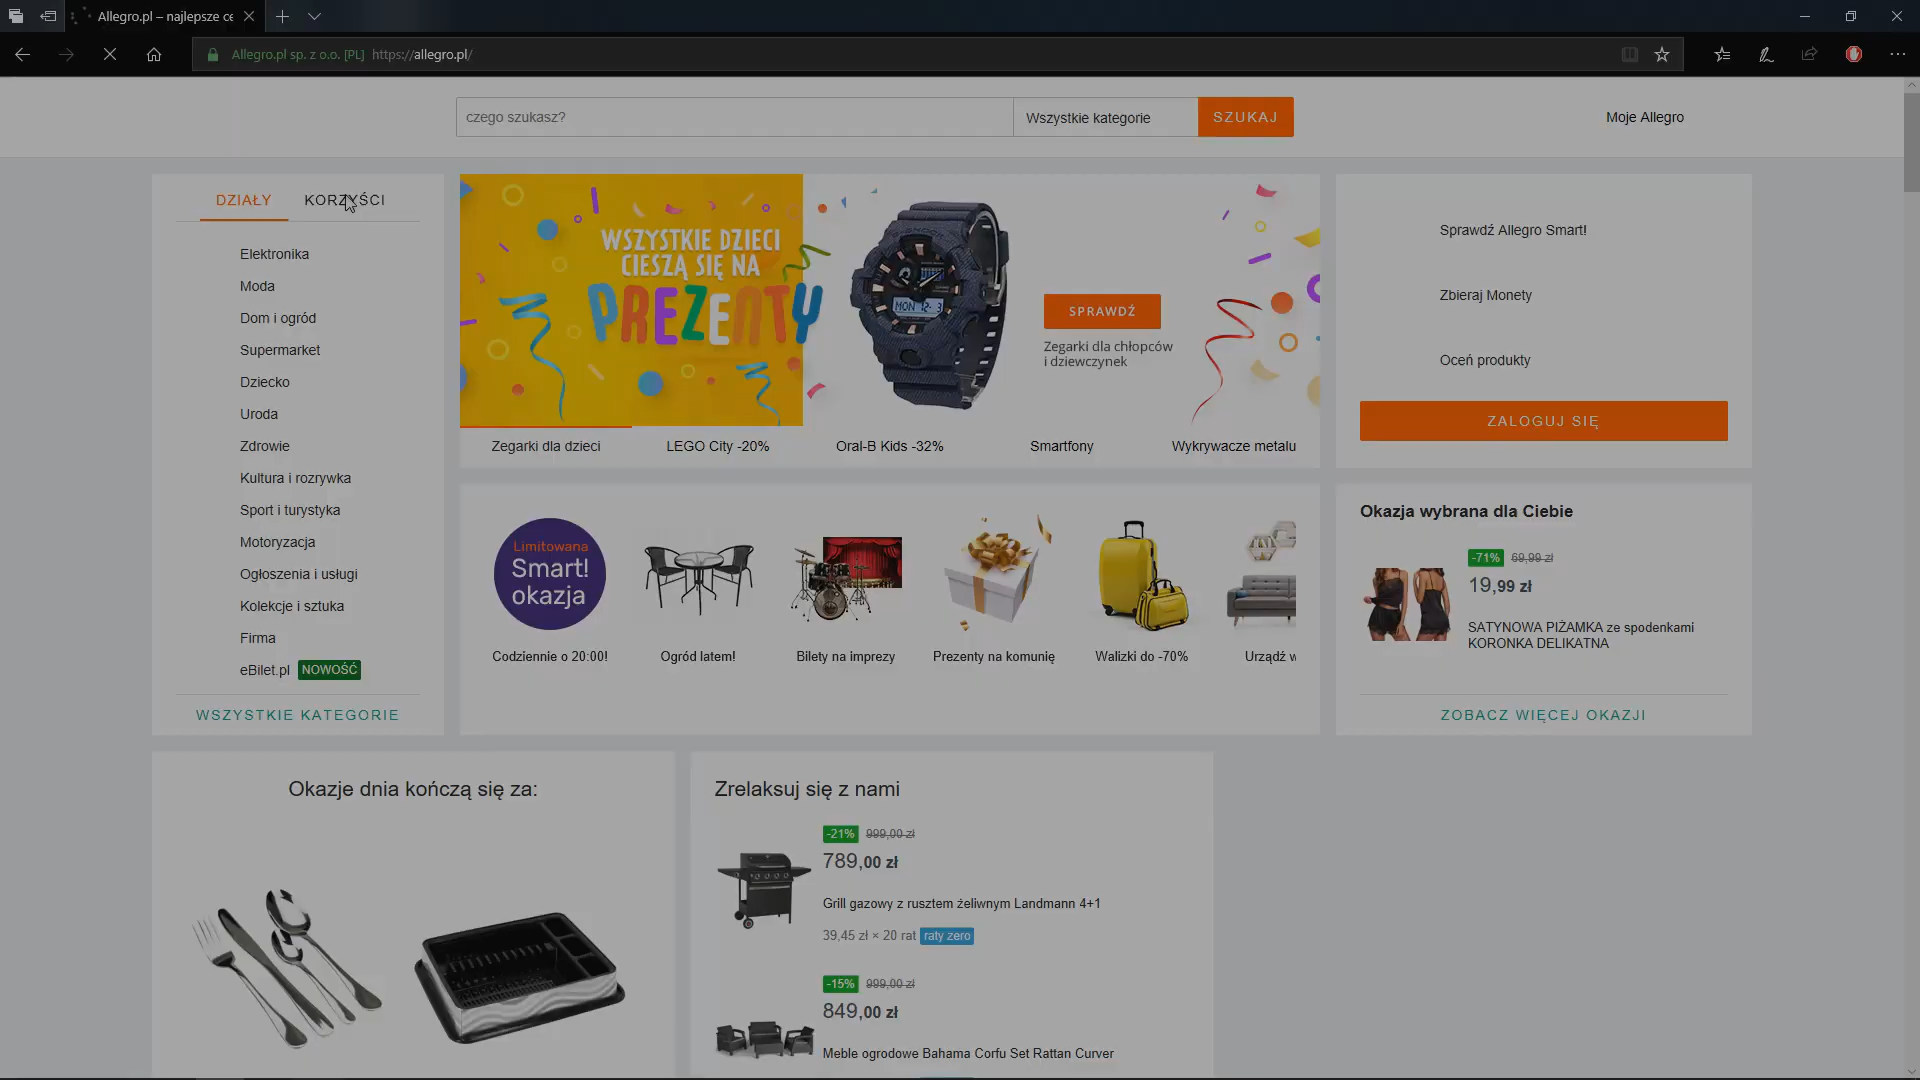 Allegro.pl – najlepsze ce
Allegro.pl sp. z o.o. [PL] https://allegro.pl/
czego szukasz?
Wszystkie kategorie
SZUKAJ
Moje Allegro
DZIAŁY
KORZYŚCI
Elektronika
Moda
Dom i ogród
Supermarket
Dziecko
Uroda
Zdrowie
Kultura i rozrywka
Sport i turystyka
Motoryzacja
Ogłoszenia i usługi
Kolekcje i sztuka
Firma
eBilet.pl NOWOŚĆ
WSZYSTKIE KATEGORIE
WSZYSTKIE DZIECI
CIESZĄ SIĘ NA
PREZENTY
SPRAWDŹ
Zegarki dla chłopców
i dziewczynek
Zegarki dla dzieci
LEGO City -20%
Oral-B Kids -32%
Smartfony
Wykrywacze metalu
Sprawdź Allegro Smart!
Zbieraj Monety
Oceń produkty
ZALOGUJ SIĘ
Limitowana
Smart!
okazja
Codziennie o 20:00!
Ogród latem!
Bilety na imprezy
Prezenty na komunię
Walizki do -70%
Urządź w
Okazja wybrana dla Ciebie
-71% 69,99 zł
19,99 zł
SATYNOWA PIŻAMKA ze spodenkami
KORONKA DELIKATNA
ZOBACZ WIĘCEJ OKAZJI
Okazje dnia kończą się za:
Zrelaksuj się z nami
-21% 999,00 zł
789,00 zł
Grill gazowy z rusztem żeliwnym Landmann 4+1
39,45 zł × 20 rat raty zero
-15% 999,00 zł
849,00 zł
Meble ogrodowe Bahama Corfu Set Rattan Curver